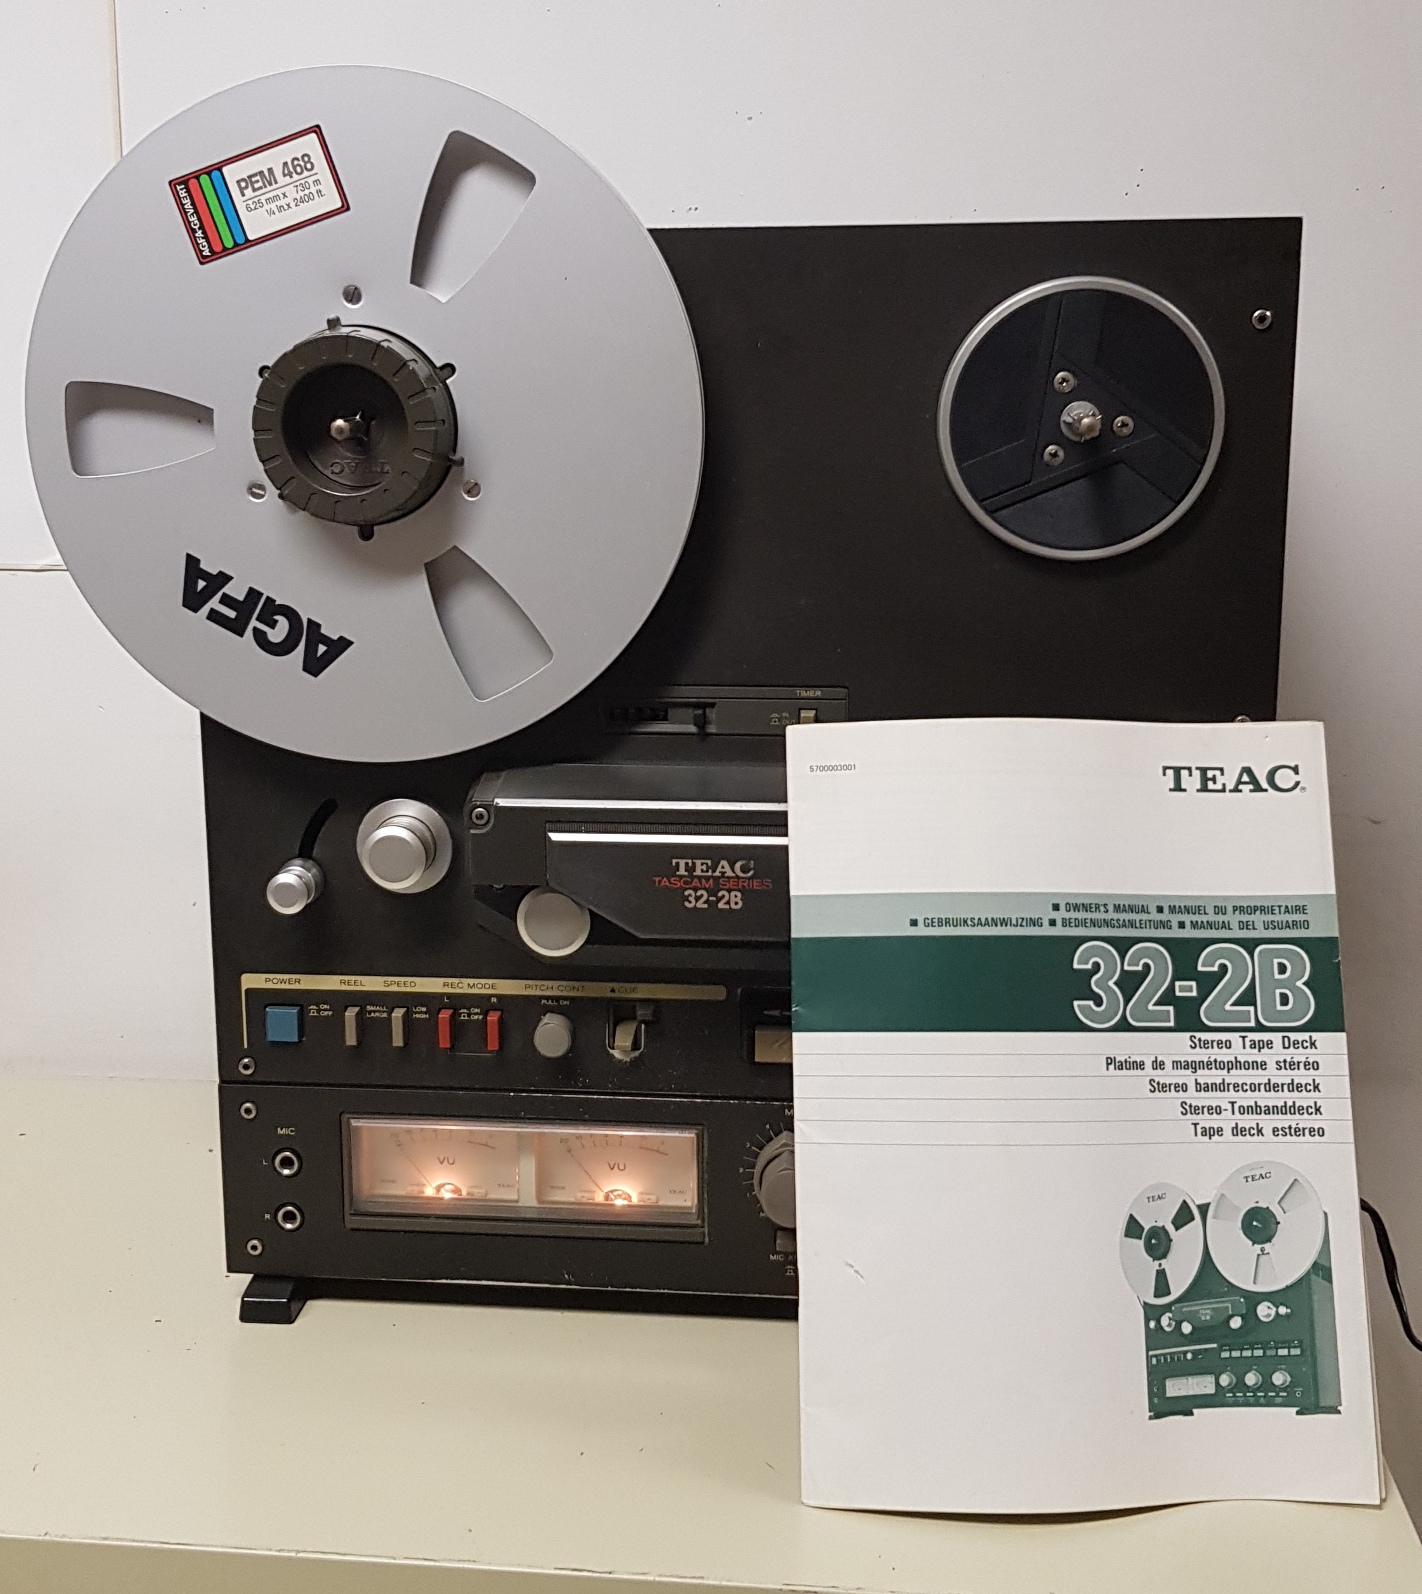 AGFA-GEVAERT
PEM 468
6.25 mm x 730 m
1/4 in.x 2400 ft.
TEAC
AGFA
TIMER
TEAC
TASCAM SERIES
32-2B
POWER
REEL
SPEED
REC MODE
PITCH CONT
▲CUE
L
R
ON
OFF
SMALL
LARGE
LOW
HIGH
ON
OFF
PULL ON
MIC
L
R
VU
VU
5700003001
TEAC®
■ OWNER'S MANUAL ■ MANUEL DU PROPRIETAIRE
■ GEBRUIKSAANWIJZING ■ BEDIENUNGSANLEITUNG ■ MANUAL DEL USUARIO
32-2B
Stereo Tape Deck
Platine de magnétophone stéréo
Stereo bandrecorderdeck
Stereo-Tonbanddeck
Tape deck estéreo
TEAC
TEAC